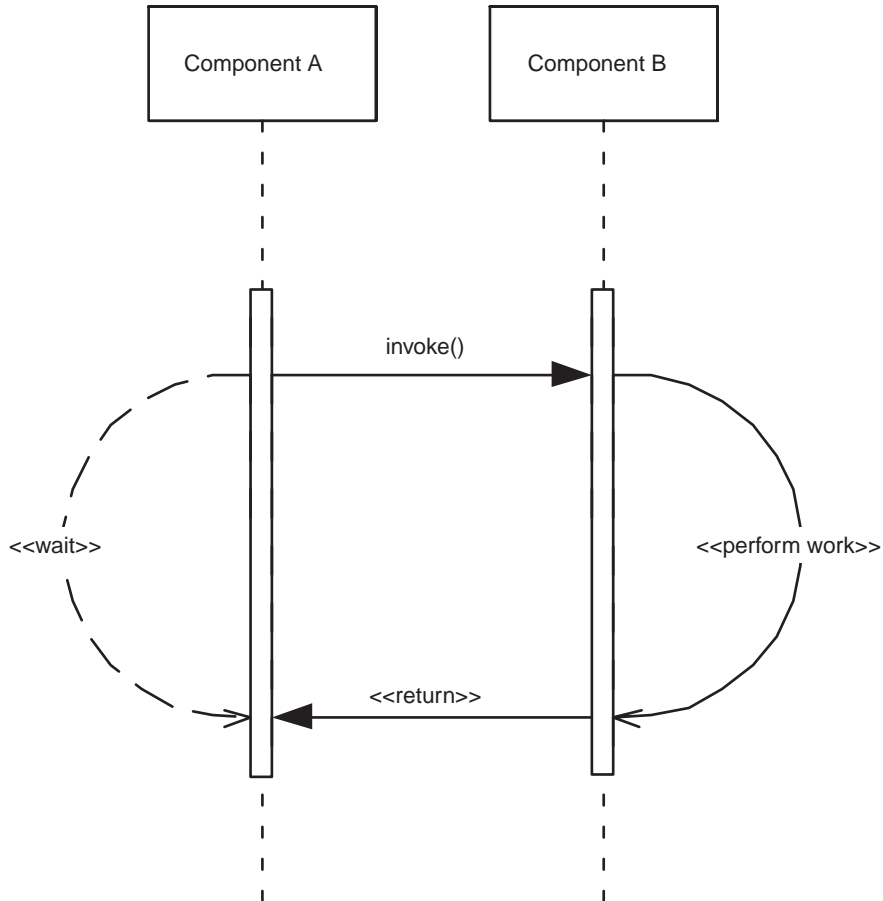 Component A
Component B
invoke()
<<wait>>
<<perform work>>
<<return>>